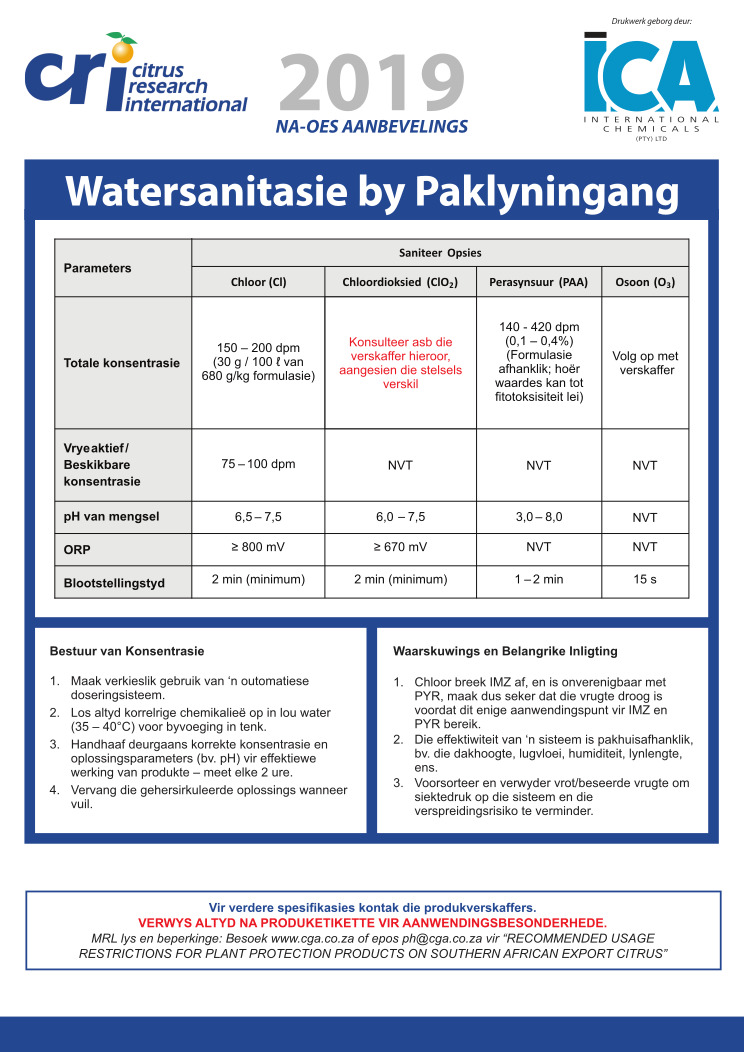 Drukwerk geborg deur:
cri citrus
research
international
2019
NA-OES AANBEVELINGS
ICA
INTERNATIONAL
CHEMICALS
(PTY) LTD
Watersanitasie by Paklyningang
Parameters
Saniteer Opsies
Chloor (Cl)
Chloordioksied (ClO₂)
Perasynsuur (PAA)
Osoon (O₃)
Totale konsentrasie
150 – 200 dpm
(30 g / 100 ℓ van
680 g/kg formulasie)
Konsulteer asb die
verskaffer hieroor,
aangesien die stelsels
verskil
140 - 420 dpm
(0,1 – 0,4%)
(Formulasie
afhanklik; hoër
waardes kan tot
fitotoksisiteit lei)
Volg op met
verskaffer
Vrye aktief /
Beskikbare
konsentrasie
75 – 100 dpm
NVT
NVT
NVT
pH van mengsel
6,5 – 7,5
6,0 – 7,5
3,0 – 8,0
NVT
ORP
≥ 800 mV
≥ 670 mV
NVT
NVT
Blootstellingstyd
2 min (minimum)
2 min (minimum)
1 – 2 min
15 s
Bestuur van Konsentrasie
1. Maak verkieslik gebruik van ‘n outomatiese
doseringsisteem.
2. Los altyd korrelrige chemikalieë op in lou water
(35 – 40°C) voor byvoeging in tenk.
3. Handhaaf deurgaans korrekte konsentrasie en
oplossingsparameters (bv. pH) vir effektiewe
werking van produkte – meet elke 2 ure.
4. Vervang die gehersirkuleerde oplossings wanneer
vuil.
Waarskuwings en Belangrike Inligting
1. Chloor breek IMZ af, en is onverenigbaar met
PYR, maak dus seker dat die vrugte droog is
voordat dit enige aanwendingspunt vir IMZ en
PYR bereik.
2. Die effektiwiteit van ‘n sisteem is pakhuisafhanklik,
bv. die dakhoogte, lugvloei, humiditeit, lynlengte,
ens.
3. Voorsorteer en verwyder vrot/beseerde vrugte om
siektedruk op die sisteem en die
verspreidingsrisiko te verminder.
Vir verdere spesifikasies kontak die produkverskaffers.
VERWYS ALTYD NA PRODUKETIKETTE VIR AANWENDINGSBESONDERHEDE.
MRL lys en beperkinge: Besoek www.cga.co.za of epos ph@cga.co.za vir “RECOMMENDED USAGE
RESTRICTIONS FOR PLANT PROTECTION PRODUCTS ON SOUTHERN AFRICAN EXPORT CITRUS”